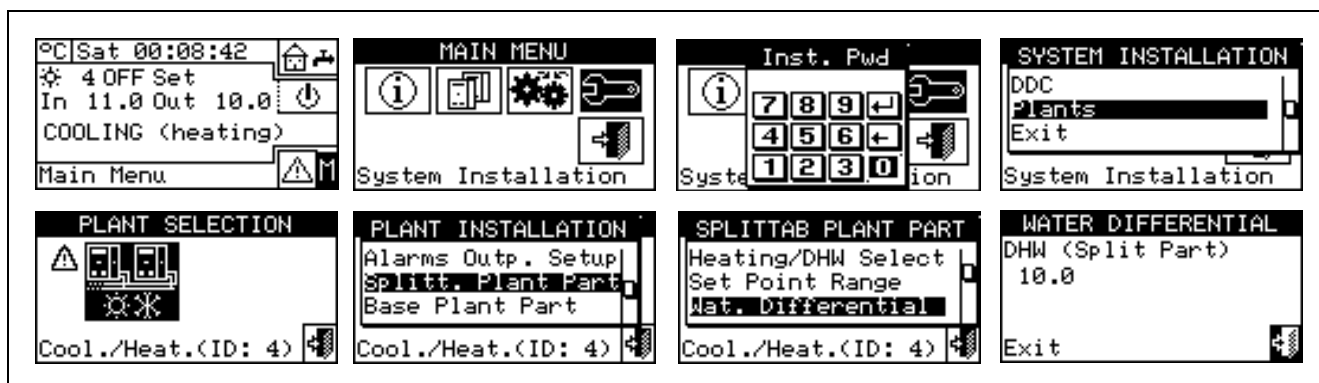 °C Sat 00:08:42
4 OFF Set
In 11.0 Out 10.0
COOLING (heating)
Main Menu
M
MAIN MENU
i
System Installation
Inst. Pwd
i
7 8 9 ↵
4 5 6 ←
1 2 3 0
Syste ion
SYSTEM INSTALLATION
DDC
Plants
Exit
System Installation
PLANT SELECTION
Cool./Heat.(ID: 4)
PLANT INSTALLATION
Alarms Outp. Setup
Splitt. Plant Part
Base Plant Part
Cool./Heat.(ID: 4)
SPLITTAB PLANT PART
Heating/DHW Select
Set Point Range
Wat. Differential
Cool./Heat.(ID: 4)
WATER DIFFERENTIAL
DHW (Split Part)
10.0
Exit